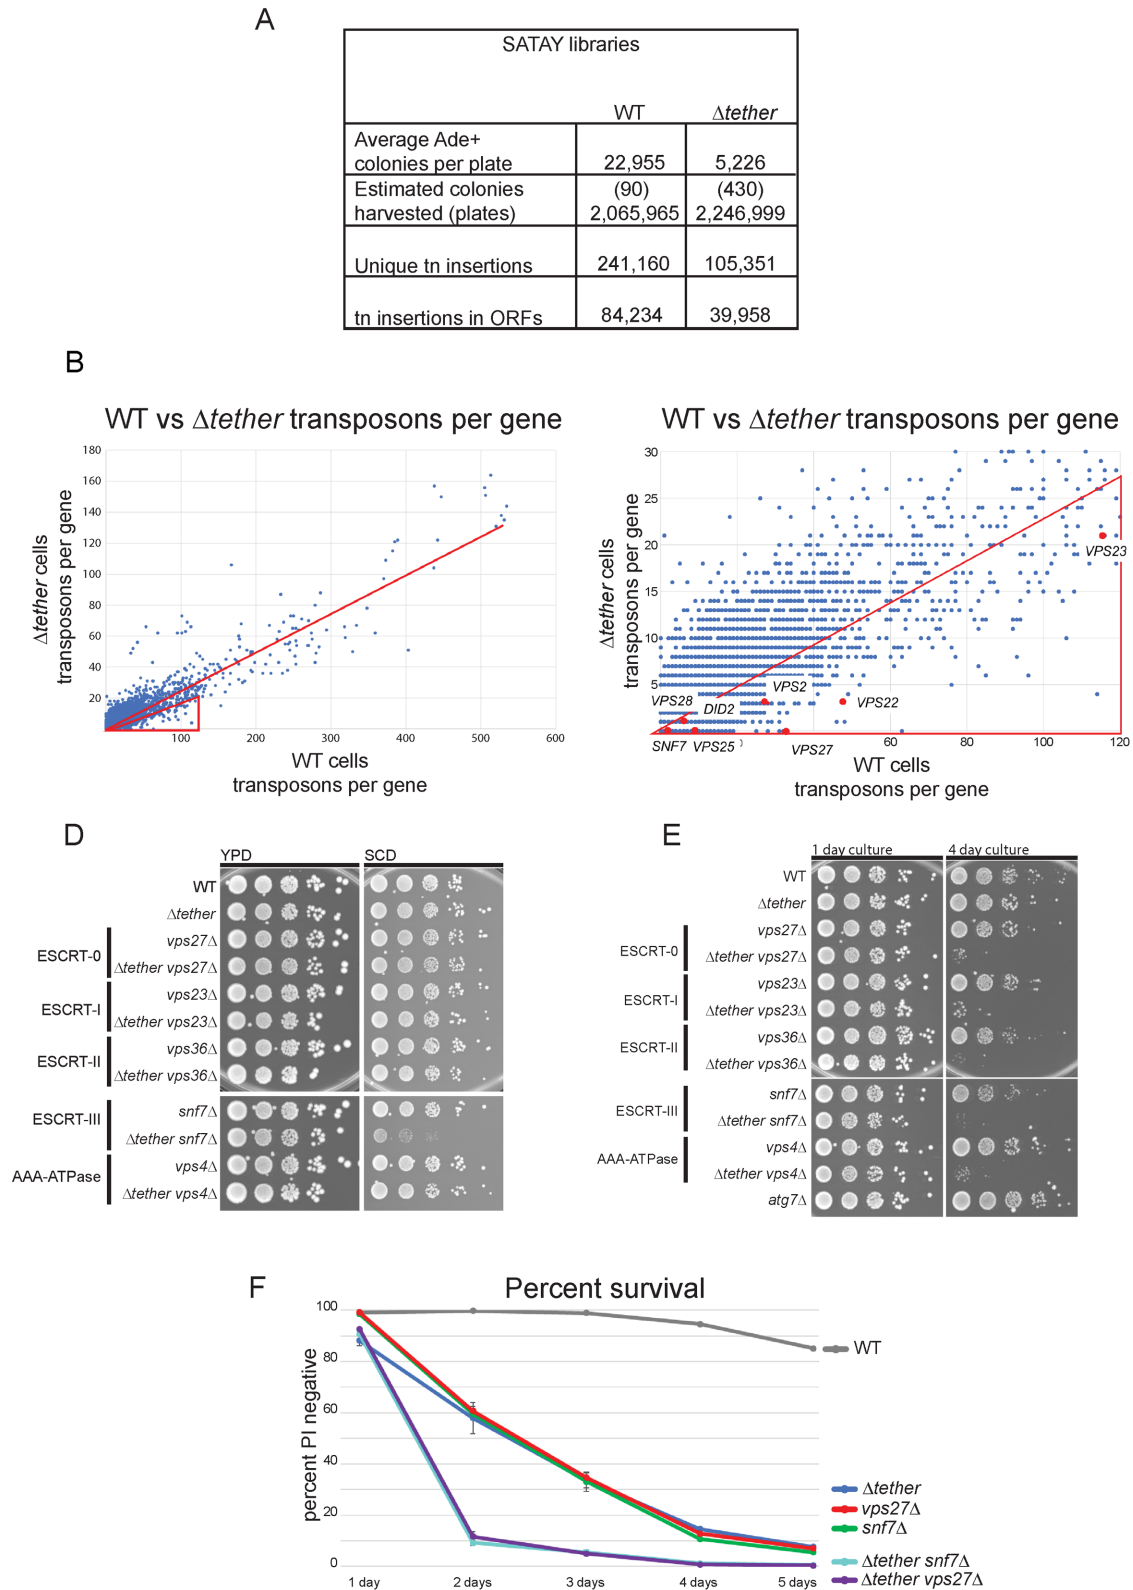 A
SATAY libraries
WT Δtether
Average Ade+
colonies per plate 22,955 5,226
Estimated colonies (90) (430)
harvested (plates) 2,065,965 2,246,999
Unique tn insertions 241,160 105,351
tn insertions in ORFs 84,234 39,958
B
WT vs Δtether transposons per gene
Δtether cells
transposons per gene
180
160
140
120
100
80
60
40
20
100 200 300 400 500 600
WT cells
transposons per gene
WT vs Δtether transposons per gene
Δtether cells
transposons per gene
30
25
20
15
10
5
VPS23
VPS2
VPS28
DID2
VPS22
SNF7 VPS25
VPS27
60 80 100 120
WT cells
transposons per gene
D
YPD SCD
WT
Δtether
vps27Δ
ESCRT-0
Δtether vps27Δ
vps23Δ
ESCRT-I
Δtether vps23Δ
vps36Δ
ESCRT-II
Δtether vps36Δ
snf7Δ
ESCRT-III
Δtether snf7Δ
vps4Δ
AAA-ATPase
Δtether vps4Δ
E
1 day culture 4 day culture
WT
Δtether
vps27Δ
ESCRT-0
Δtether vps27Δ
vps23Δ
ESCRT-I
Δtether vps23Δ
vps36Δ
ESCRT-II
Δtether vps36Δ
snf7Δ
ESCRT-III
Δtether snf7Δ
vps4Δ
AAA-ATPase
Δtether vps4Δ
atg7Δ
F
Percent survival
percent PI negative
100
80
60
40
20
0
1 day 2 days 3 days 4 days 5 days
WT
Δtether
vps27Δ
snf7Δ
Δtether snf7Δ
Δtether vps27Δ